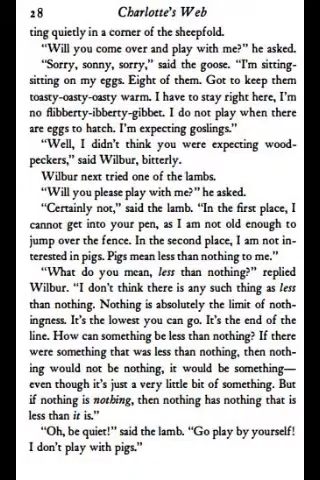 28 Charlotte's Web
ting quietly in a corner of the sheepfold.
"Will you come over and play with me?" he asked.
"Sorry, sonny, sorry," said the goose. "I'm sitting-
sitting on my eggs. Eight of them. Got to keep them
toasty-oasty-oasty warm. I have to stay right here, I'm
no flibberty-ibberty-gibbet. I do not play when there
are eggs to hatch. I'm expecting goslings."
"Well, I didn't think you were expecting wood-
peckers," said Wilbur, bitterly.
Wilbur next tried one of the lambs.
"Will you please play with me?" he asked.
"Certainly not," said the lamb. "In the first place, I
cannot get into your pen, as I am not old enough to
jump over the fence. In the second place, I am not in-
terested in pigs. Pigs mean less than nothing to me."
"What do you mean, less than nothing?" replied
Wilbur. "I don't think there is any such thing as less
than nothing. Nothing is absolutely the limit of noth-
ingness. It's the lowest you can go. It's the end of the
line. How can something be less than nothing? If there
were something that was less than nothing, then noth-
ing would not be nothing, it would be something—
even though it's just a very little bit of something. But
if nothing is nothing, then nothing has nothing that is
less than it is."
"Oh, be quiet!" said the lamb. "Go play by yourself!
I don't play with pigs."